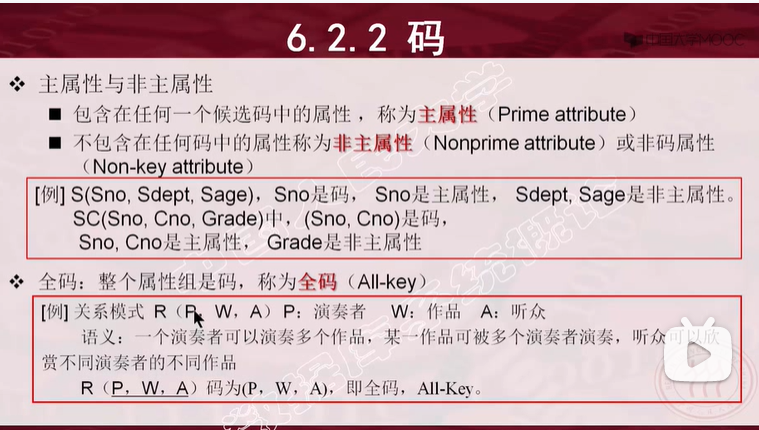 6.2.2 码
中国大学MOOC
❖ 主属性与非主属性
■ 包含在任何一个候选码中的属性 ，称为主属性（Prime attribute）
■ 不包含在任何码中的属性称为非主属性（Nonprime attribute）或非码属性
（Non-key attribute）
[例] S(Sno, Sdept, Sage)，Sno是码， Sno是主属性， Sdept, Sage是非主属性。
SC(Sno, Cno, Grade)中，(Sno, Cno)是码，
Sno, Cno是主属性， Grade是非主属性
❖ 全码：整个属性组是码，称为全码（All-key）
[例] 关系模式 R（P，W，A） P：演奏者 W：作品 A：听众
语义：一个演奏者可以演奏多个作品，某一作品可被多个演奏者演奏，听众可以欣
赏不同演奏者的不同作品
R（P，W，A）码为(P，W，A)，即全码，All-Key。